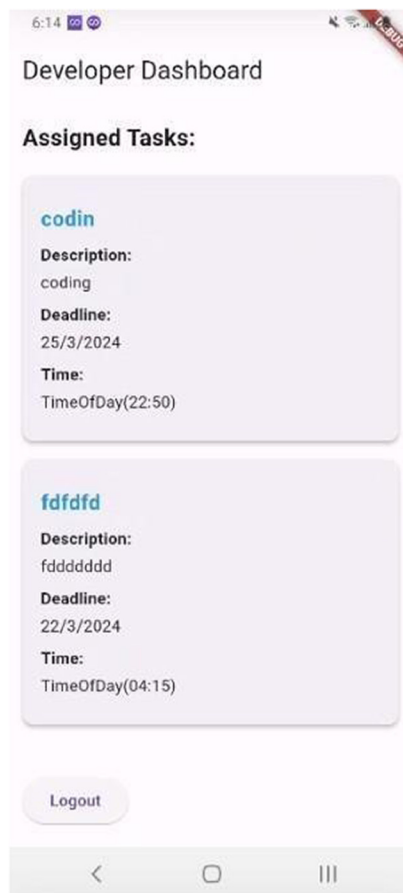 6:14
DEBUG
Developer Dashboard
Assigned Tasks:
codin
Description:
coding
Deadline:
25/3/2024
Time:
TimeOfDay(22:50)
fdfdfd
Description:
fddddddd
Deadline:
22/3/2024
Time:
TimeOfDay(04:15)
Logout